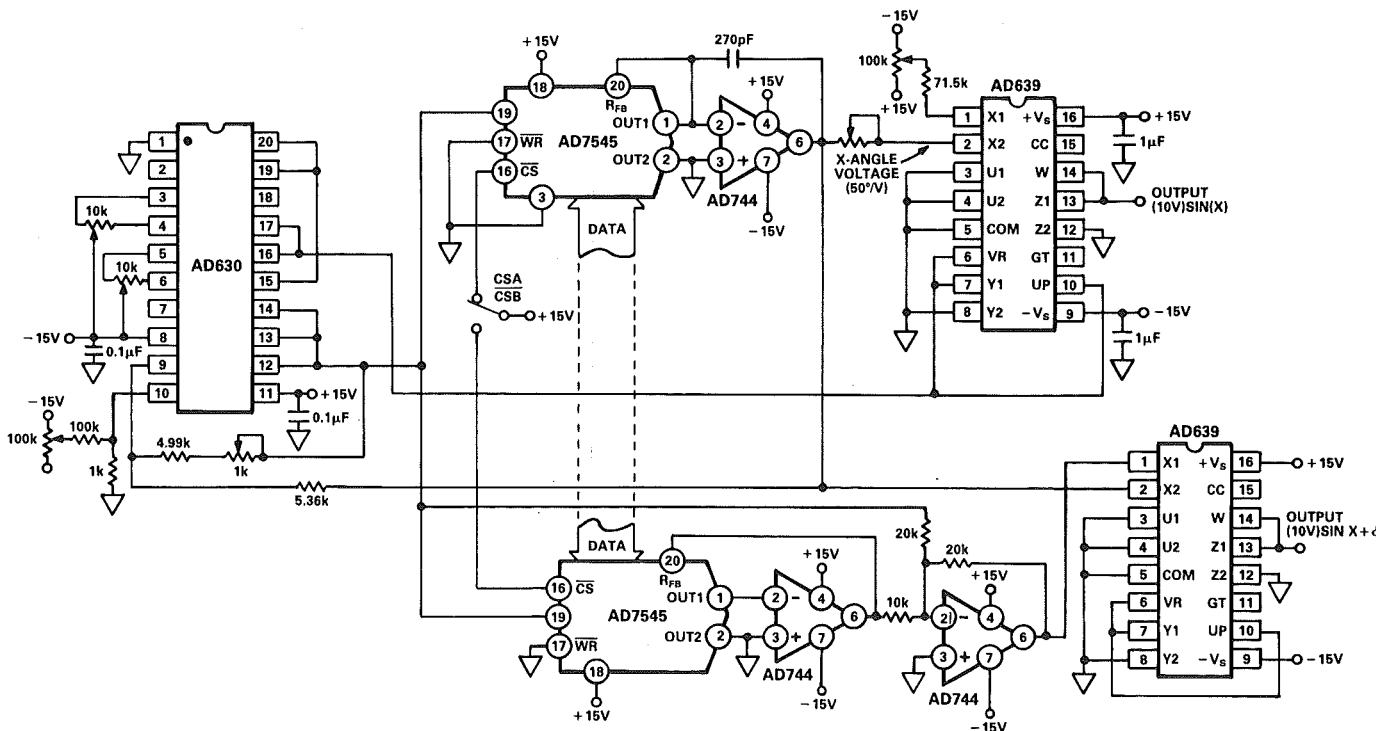 -15V
100k
+15V
71.5k
AD639
1 X1 +VS 16
2 X2 CC 15
3 U1 W 14
4 U2 Z1 13
5 COM Z2 12
6 VR GT 11
7 Y1 UP 10
8 Y2 -VS 9
+15V
1µF
OUTPUT
(10V)SIN(X)
-15V
1µF
+15V
18
20
RFB
19
17 WR
16 CS
3
AD7545
OUT1 1
OUT2 2
270pF
+15V
2 -
3 +
4
7
6
AD744
-15V
X-ANGLE
VOLTAGE
(50°/V)
DATA
CSA
CSB
+15V
AD630
1
2
3
4
5
6
7
8
9
10
20
19
18
17
16
15
14
13
12
11
10k
10k
-15V
0.1µF
+15V
0.1µF
-15V
100k
100k
1k
4.99k
1k
5.36k
DATA
20
RFB
16 CS
19
17 WR
18
+15V
AD7545
OUT1 1
OUT2 2
+15V
2 -
3 +
4
7
6
AD744
-15V
10k
20k
20k
+15V
2 -
3 +
4
7
6
AD744
-15V
AD639
1 X1 +VS 16
2 X2 CC 15
3 U1 W 14
4 U2 Z1 13
5 COM Z2 12
6 VR GT 11
7 Y1 UP 10
8 Y2 -VS 9
+15V
OUTPUT
(10V)SIN X+
-15V